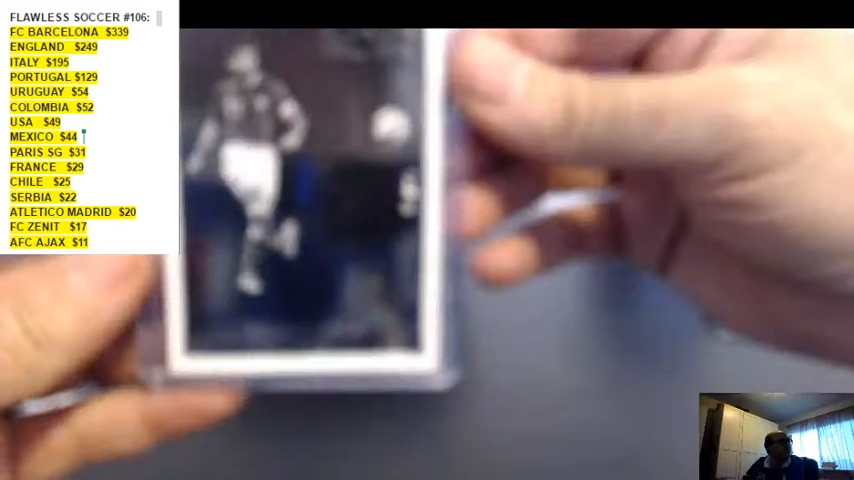 FLAWLESS SOCCER #106:
FC BARCELONA $339
ENGLAND $249
ITALY $195
PORTUGAL $129
URUGUAY $54
COLOMBIA $52
USA $49
MEXICO $44
PARIS SG $31
FRANCE $29
CHILE $25
SERBIA $22
ATLETICO MADRID $20
FC ZENIT $17
AFC AJAX $11